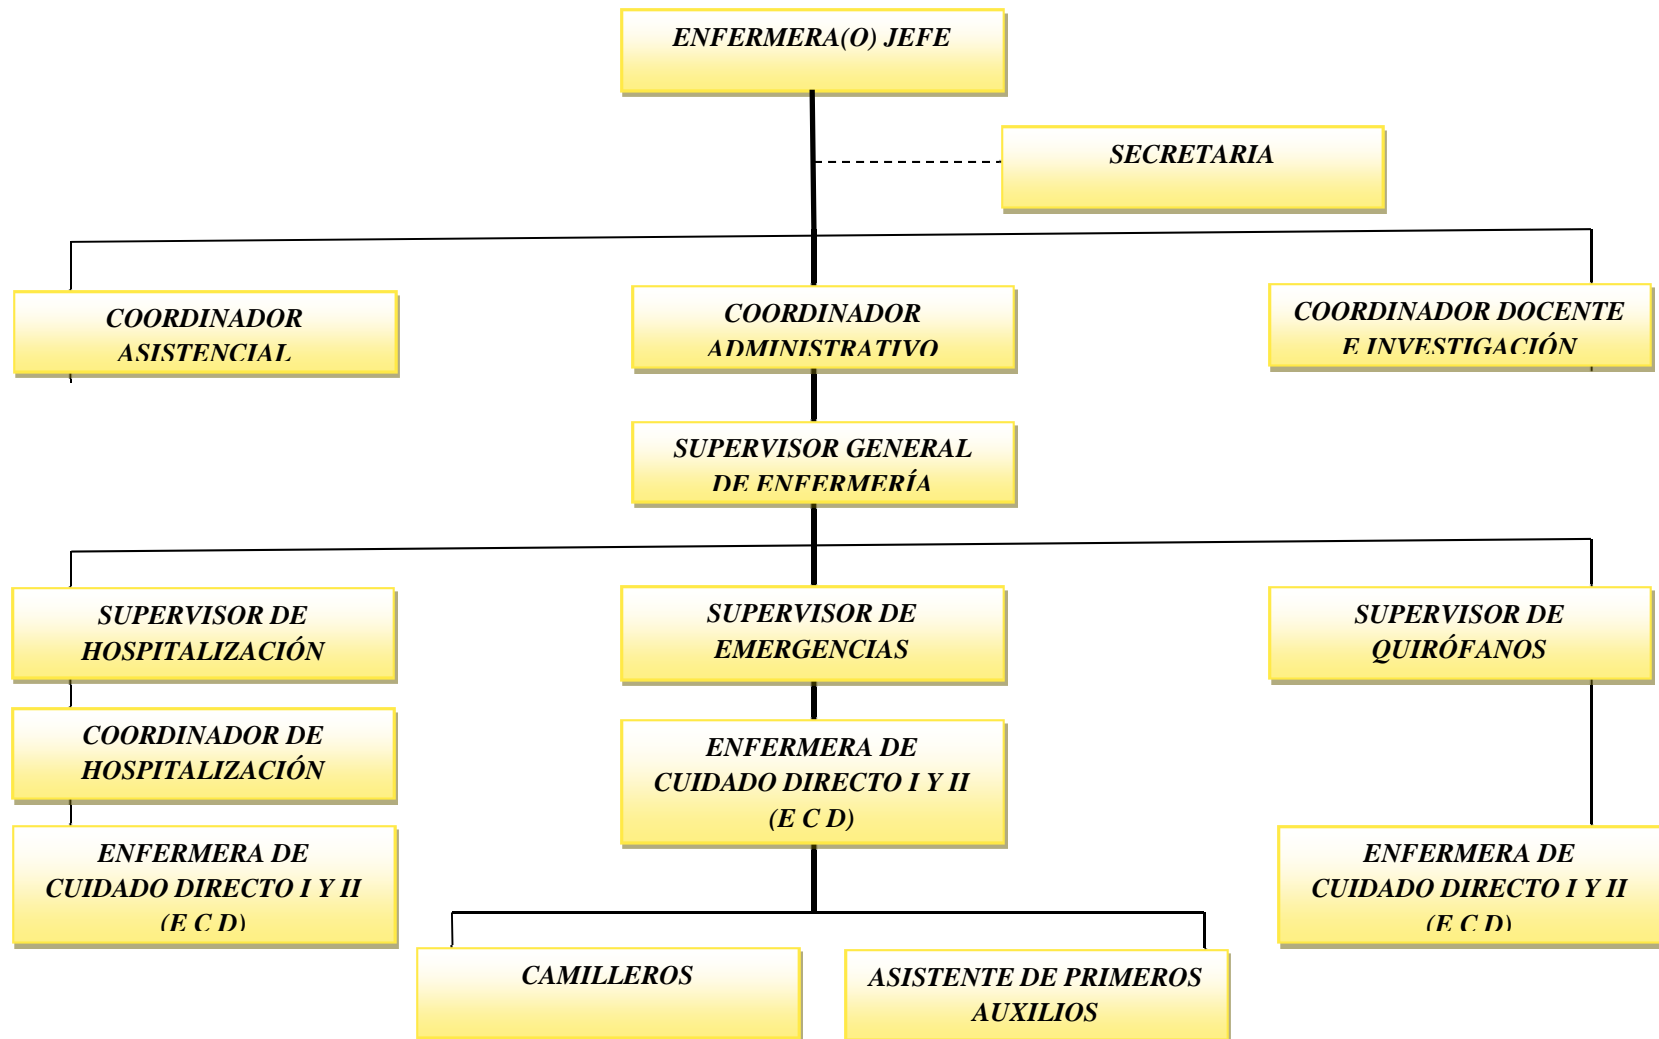 ENFERMERA(O) JEFE
SECRETARIA
COORDINADOR
ASISTENCIAL
COORDINADOR
ADMINISTRATIVO
COORDINADOR DOCENTE
E INVESTIGACIÓN
SUPERVISOR GENERAL
DE ENFERMERÍA
SUPERVISOR DE
HOSPITALIZACIÓN
SUPERVISOR DE
EMERGENCIAS
SUPERVISOR DE
QUIRÓFANOS
COORDINADOR DE
HOSPITALIZACIÓN
ENFERMERA DE
CUIDADO DIRECTO I Y II
(E C D)
ENFERMERA DE
CUIDADO DIRECTO I Y II
(E C D)
ENFERMERA DE
CUIDADO DIRECTO I Y II
(E C D)
CAMILLEROS
ASISTENTE DE PRIMEROS
AUXILIOS